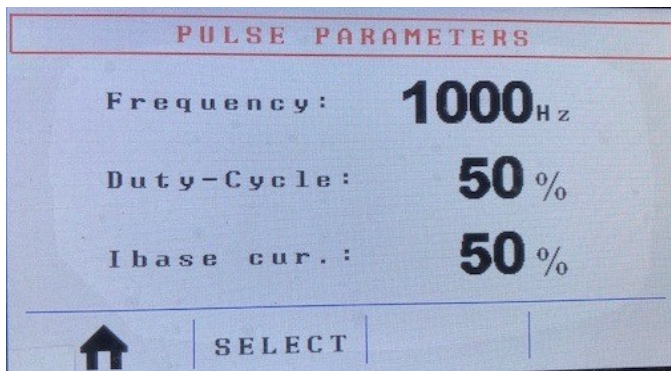 PULSE PARAMETERS
Frequency: 1000Hz
Duty-Cycle: 50%
Ibase cur.: 50%
SELECT